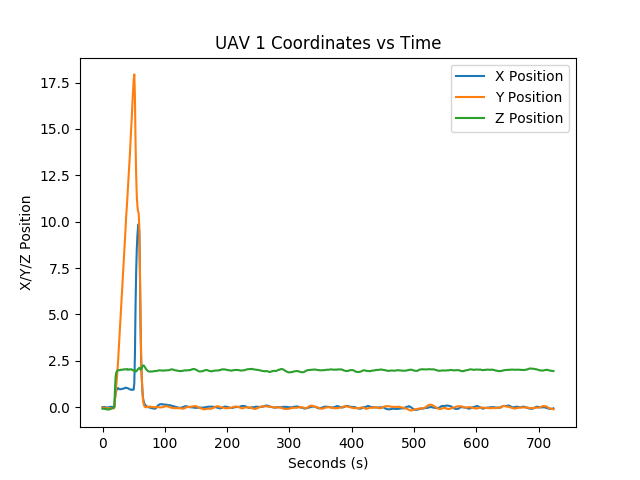 UAV 1 Coordinates vs Time
X Position
Y Position
Z Position
17.5
15.0
12.5
10.0
7.5
5.0
2.5
0.0
X/Y/Z Position
0 100 200 300 400 500 600 700
Seconds (s)